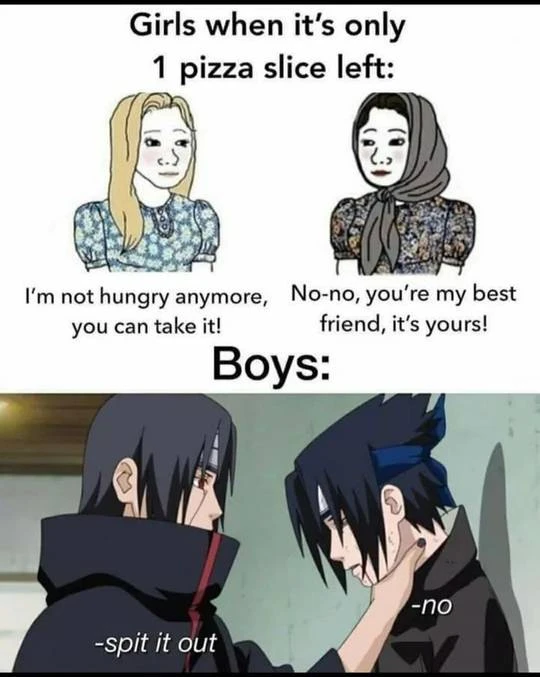 Girls when it's only
1 pizza slice left:
I'm not hungry anymore,
you can take it!
No-no, you're my best
friend, it's yours!
Boys:
-no
-spit it out